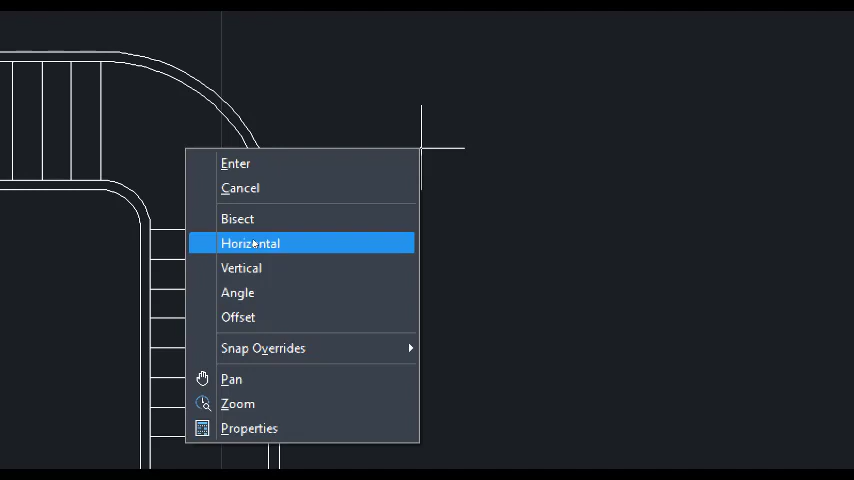 Enter
Cancel
Bisect
Horizontal
Vertical
Angle
Offset
Snap Overrides
Pan
Zoom
Properties